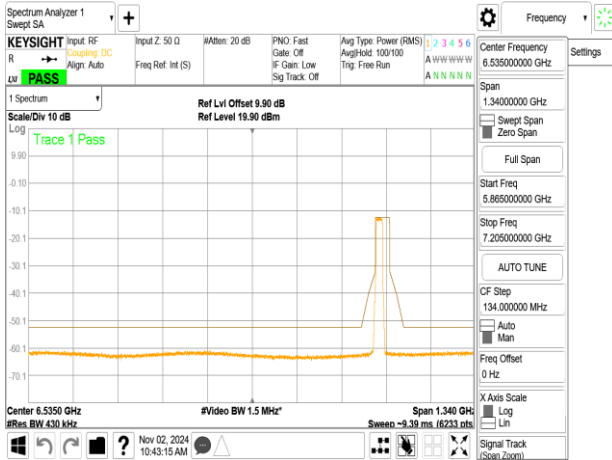 Spectrum Analyzer 1
Swept SA
KEYSIGHT
R
LXI
PASS
Input: RF
Coupling: DC
Align: Auto
Input Z: 50 Ω
Freq Ref: Int (S)
#Atten: 20 dB
PNO: Fast
Gate: Off
IF Gain: Low
Sig Track: Off
Avg Type: Power (RMS)
Avg|Hold: 100/100
Trig: Free Run
1 2 3 4 5 6
A W W W W W
A N N N N N
1 Spectrum
Scale/Div 10 dB
Ref Lvl Offset 9.90 dB
Ref Level 19.90 dBm
Log
Trace 1 Pass
9.90
-0.10
-10.1
-20.1
-30.1
-40.1
-50.1
-60.1
-70.1
Center 6.5350 GHz
#Video BW 1.5 MHz*
Span 1.340 GHz
#Res BW 430 kHz
Sweep ~9.39 ms (6233 pts
Nov 02, 2024
10:43:15 AM
Frequency
Settings
Center Frequency
6.535000000 GHz
Span
1.34000000 GHz
Swept Span
Zero Span
Full Span
Start Freq
5.865000000 GHz
Stop Freq
7.205000000 GHz
AUTO TUNE
CF Step
134.000000 MHz
Auto
Man
Freq Offset
0 Hz
X Axis Scale
Log
Lin
Signal Track
(Span Zoom)